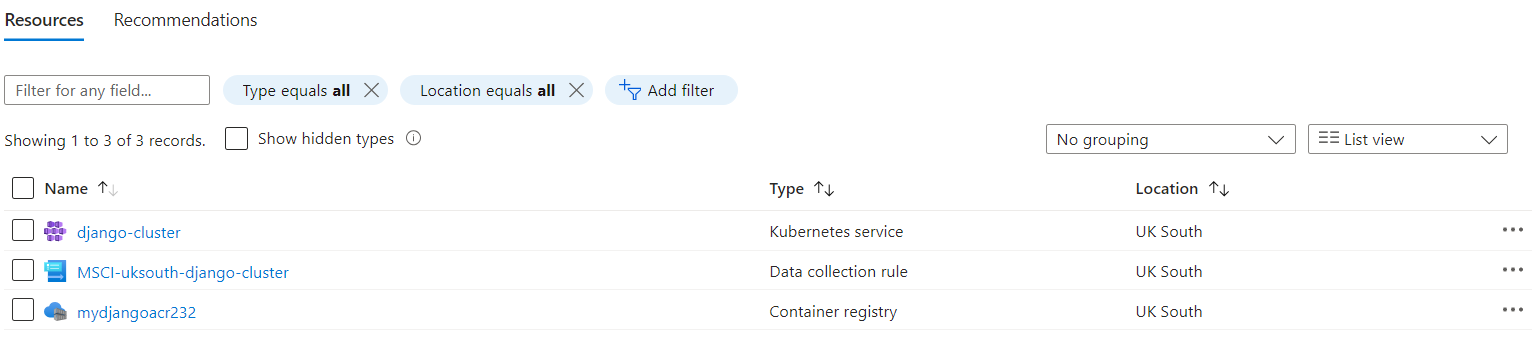 Resources Recommendations
Filter for any field... Type equals all Location equals all Add filter
Showing 1 to 3 of 3 records. Show hidden types No grouping List view
Name Type Location
django-cluster Kubernetes service UK South
MSCI-uksouth-django-cluster Data collection rule UK South
mydjangoacr232 Container registry UK South